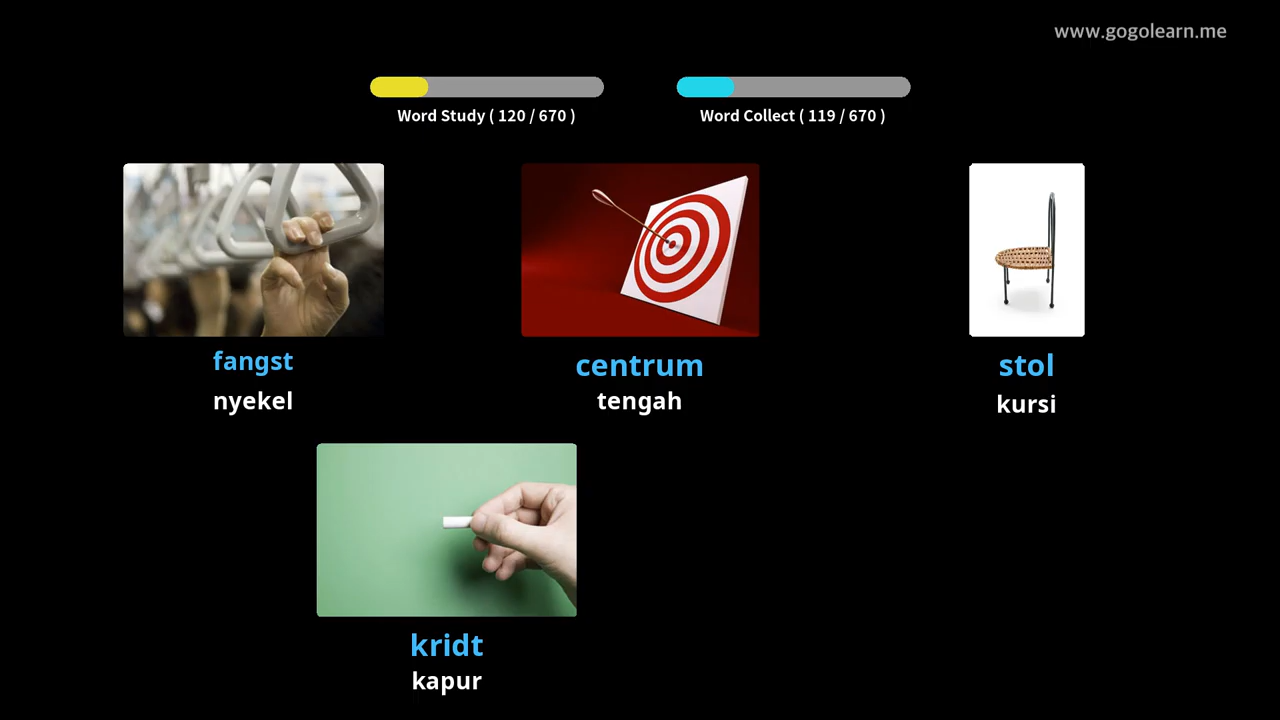 www.gogolearn.me
Word Study ( 120 / 670 )
Word Collect ( 119 / 670 )
fangst
nyekel
centrum
tengah
stol
kursi
kridt
kapur